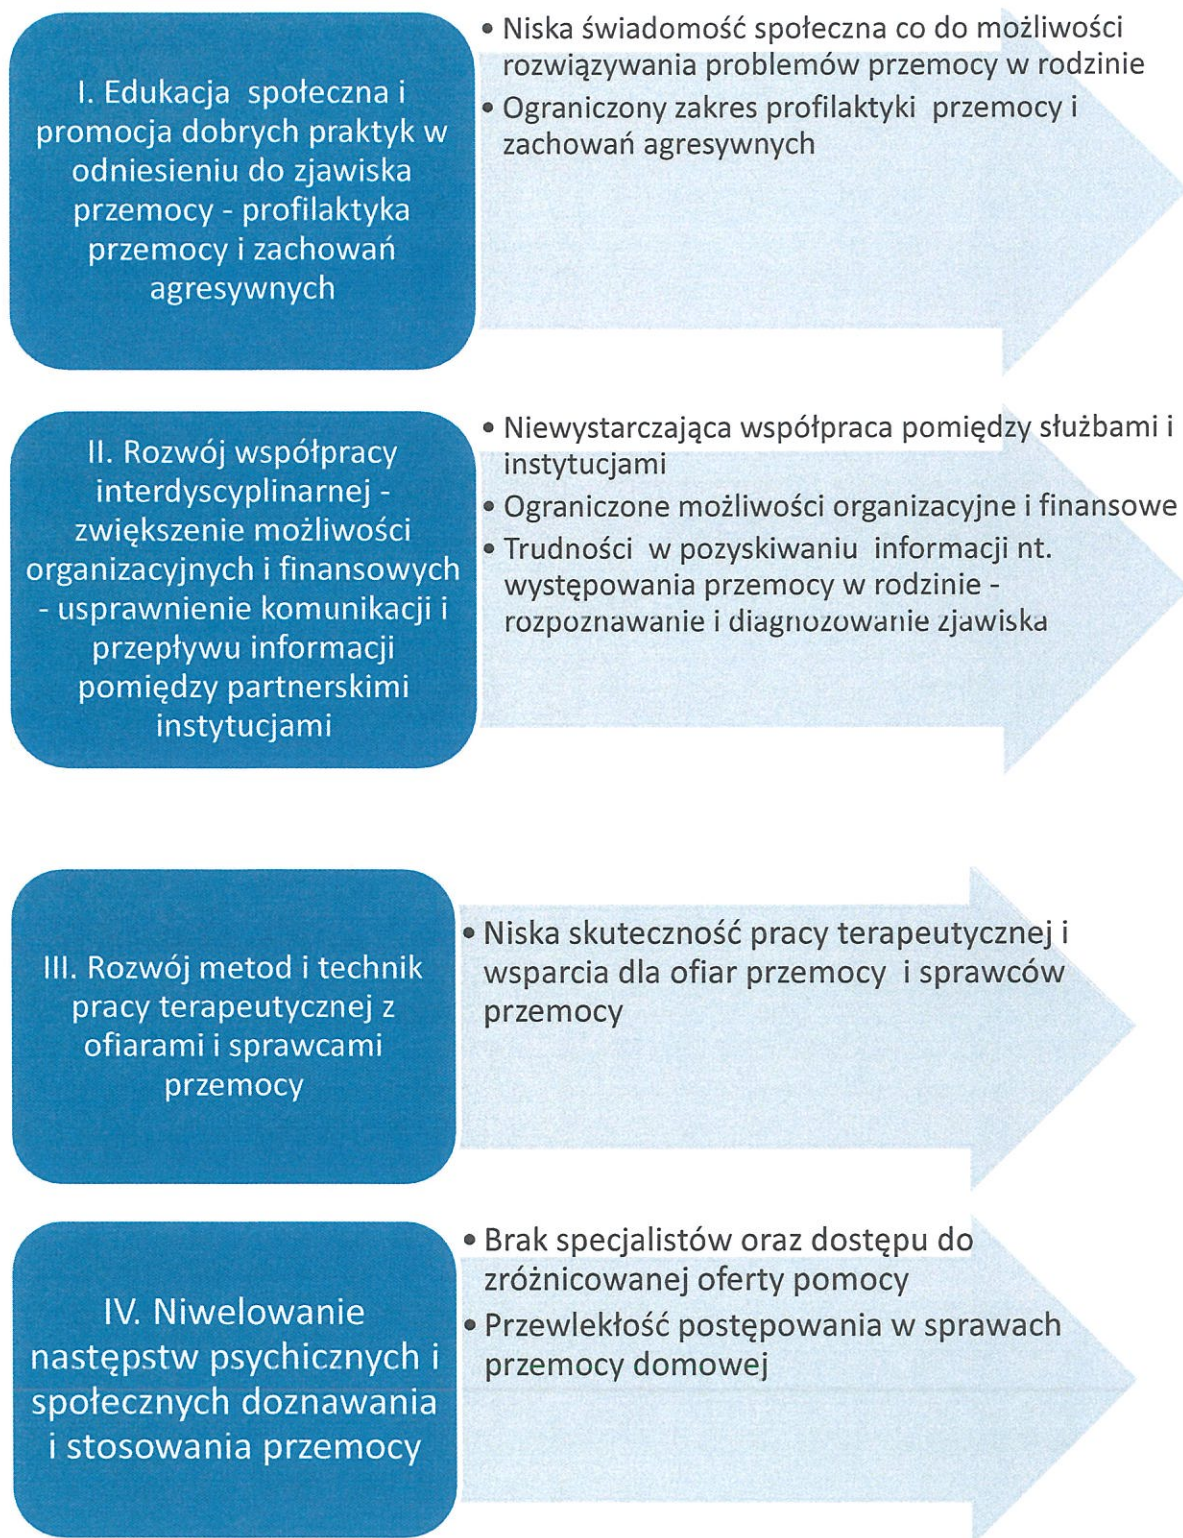 I. Edukacja społeczna i
promocja dobrych praktyk w
odniesieniu do zjawiska
przemocy - profilaktyka
przemocy i zachowań
agresywnych
• Niska świadomość społeczna co do możliwości
rozwiązywania problemów przemocy w rodzinie
• Ograniczony zakres profilaktyki przemocy i
zachowań agresywnych
II. Rozwój współpracy
interdyscyplinarnej -
zwiększenie możliwości
organizacyjnych i finansowych
- usprawnienie komunikacji i
przepływu informacji
pomiędzy partnerskimi
instytucjami
• Niewystarczająca współpraca pomiędzy służbami i
instytucjami
• Ograniczone możliwości organizacyjne i finansowe
• Trudności w pozyskiwaniu informacji nt.
występowania przemocy w rodzinie -
rozpoznawanie i diagnozowanie zjawiska
III. Rozwój metod i technik
pracy terapeutycznej z
ofiarami i sprawcami
przemocy
• Niska skuteczność pracy terapeutycznej i
wsparcia dla ofiar przemocy i sprawców
przemocy
IV. Niwelowanie
następstw psychicznych i
społecznych doznawania
i stosowania przemocy
• Brak specjalistów oraz dostępu do
zróżnicowanej oferty pomocy
• Przewlekłość postępowania w sprawach
przemocy domowej